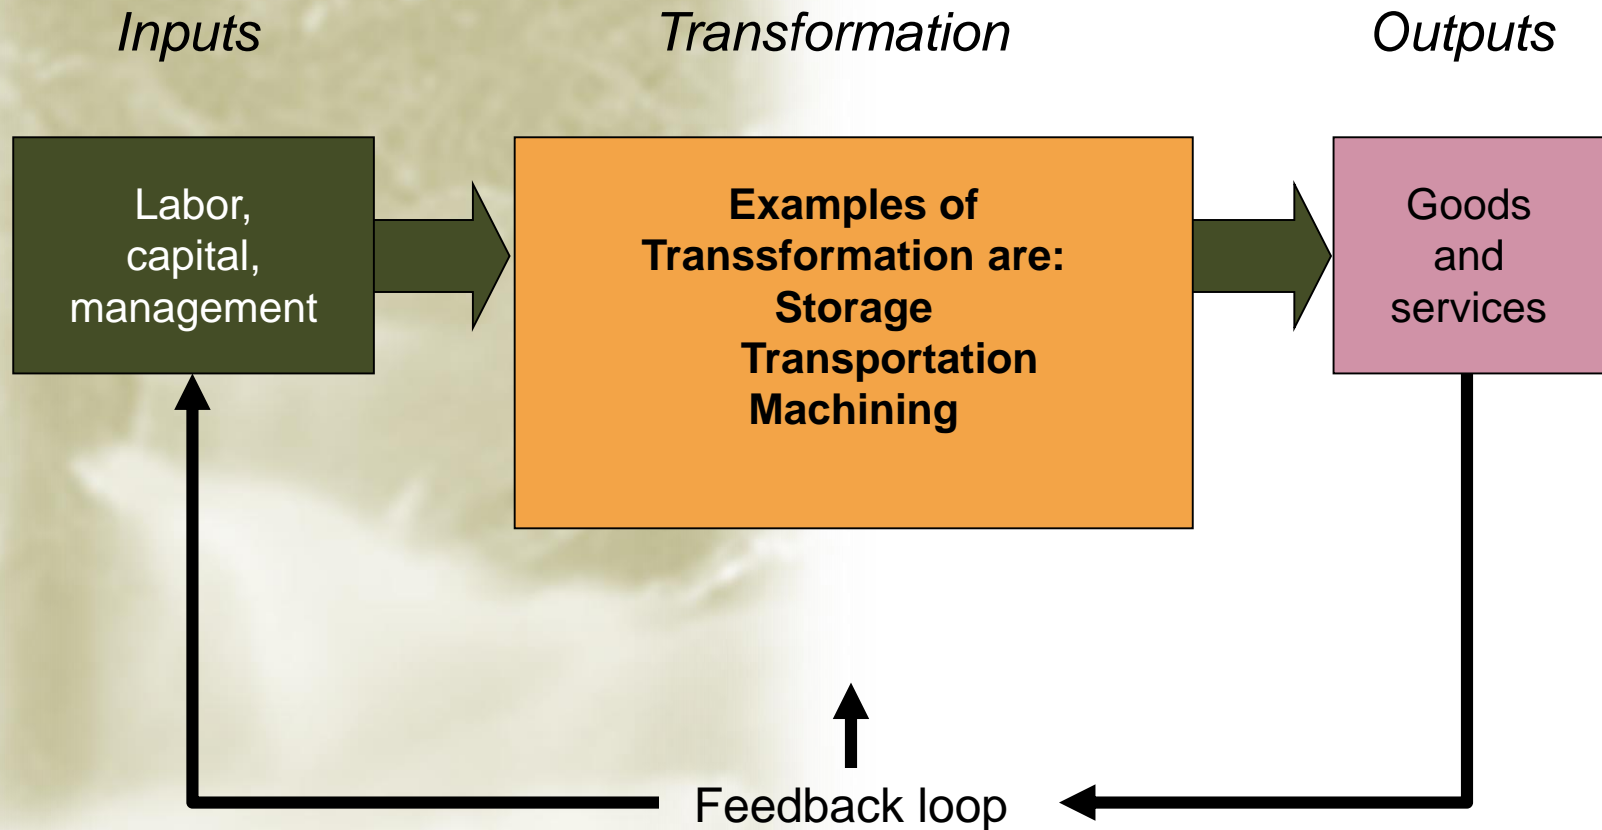 Inputs
Transformation
Outputs
Labor,
capital,
management
Examples of
Transsformation are:
Storage
Transportation
Machining
Goods
and
services
Feedback loop